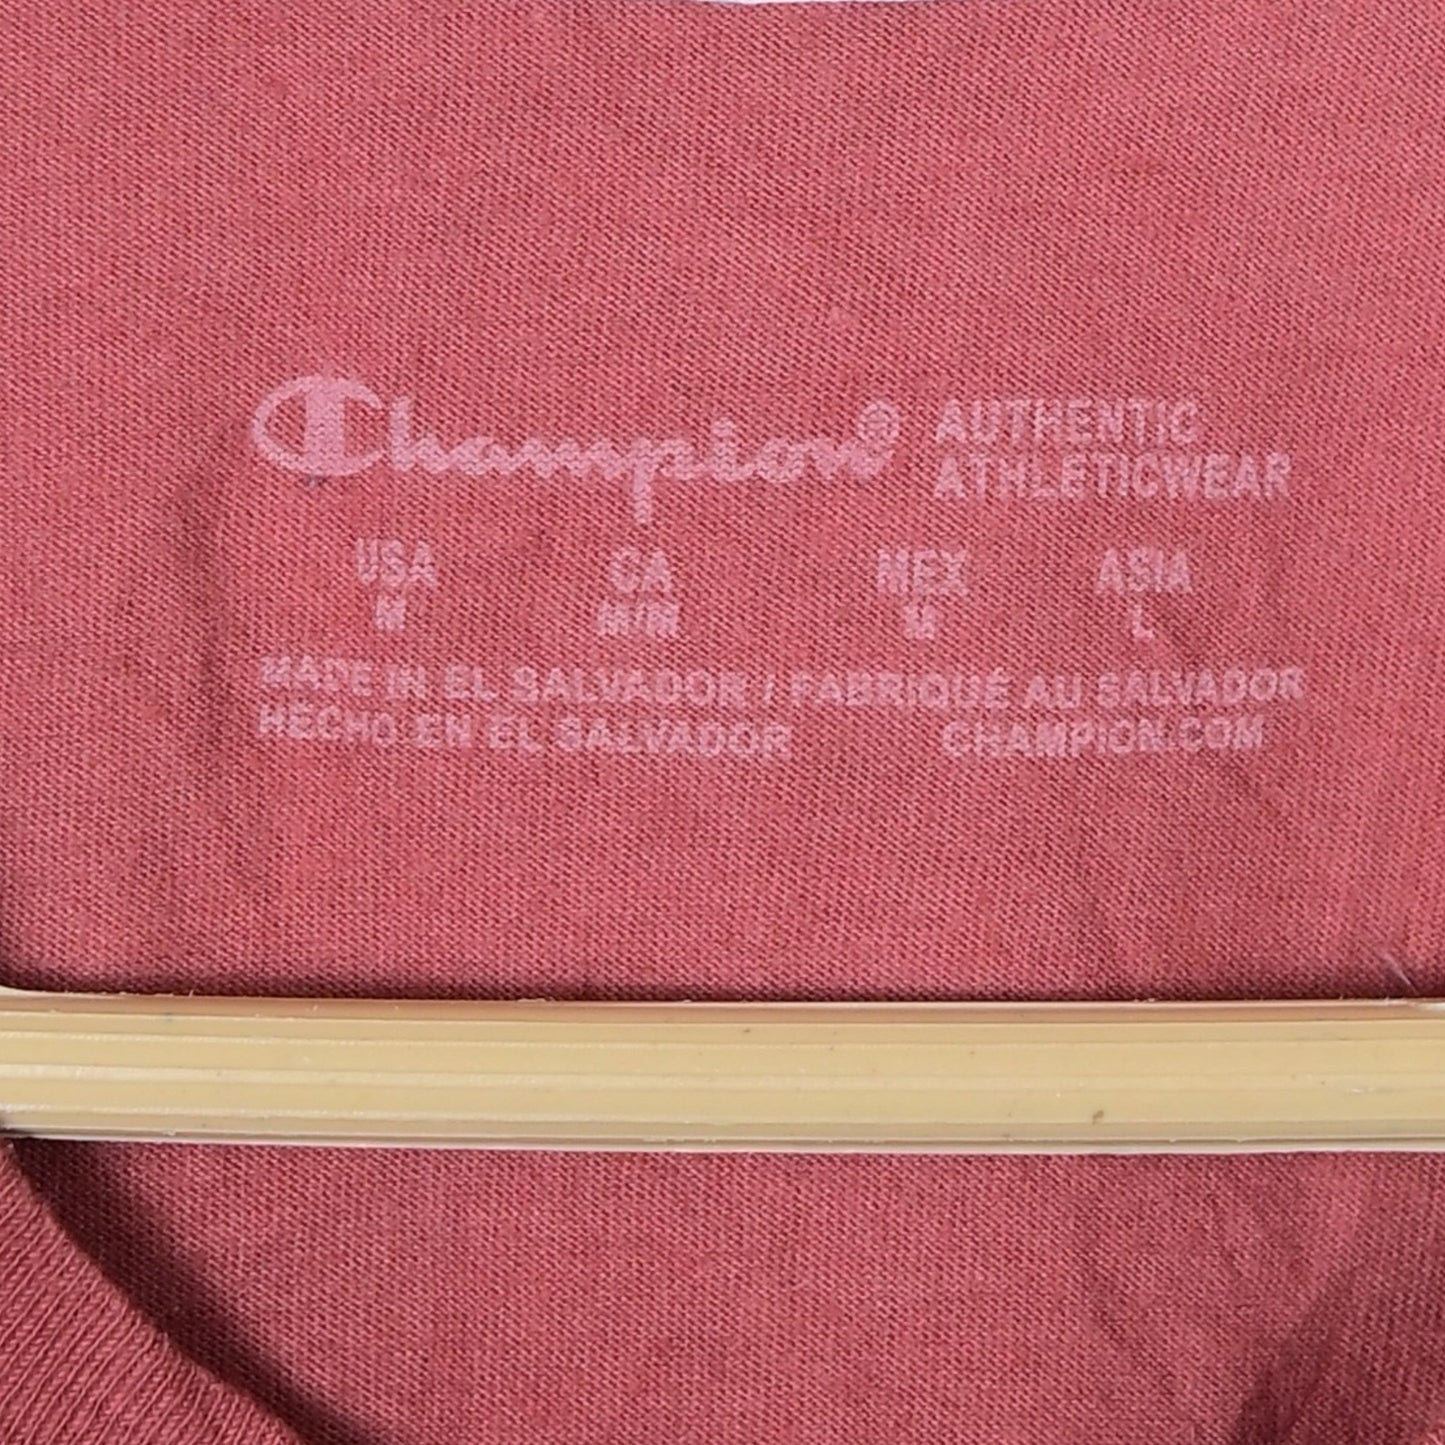 Champion® AUTHENTIC
ATHLETICWEAR
USA CA MEX ASIA
M M/M M L
MADE IN EL SALVADOR / FABRIQUÉ AU SALVADOR
HECHO EN EL SALVADOR CHAMPION.COM